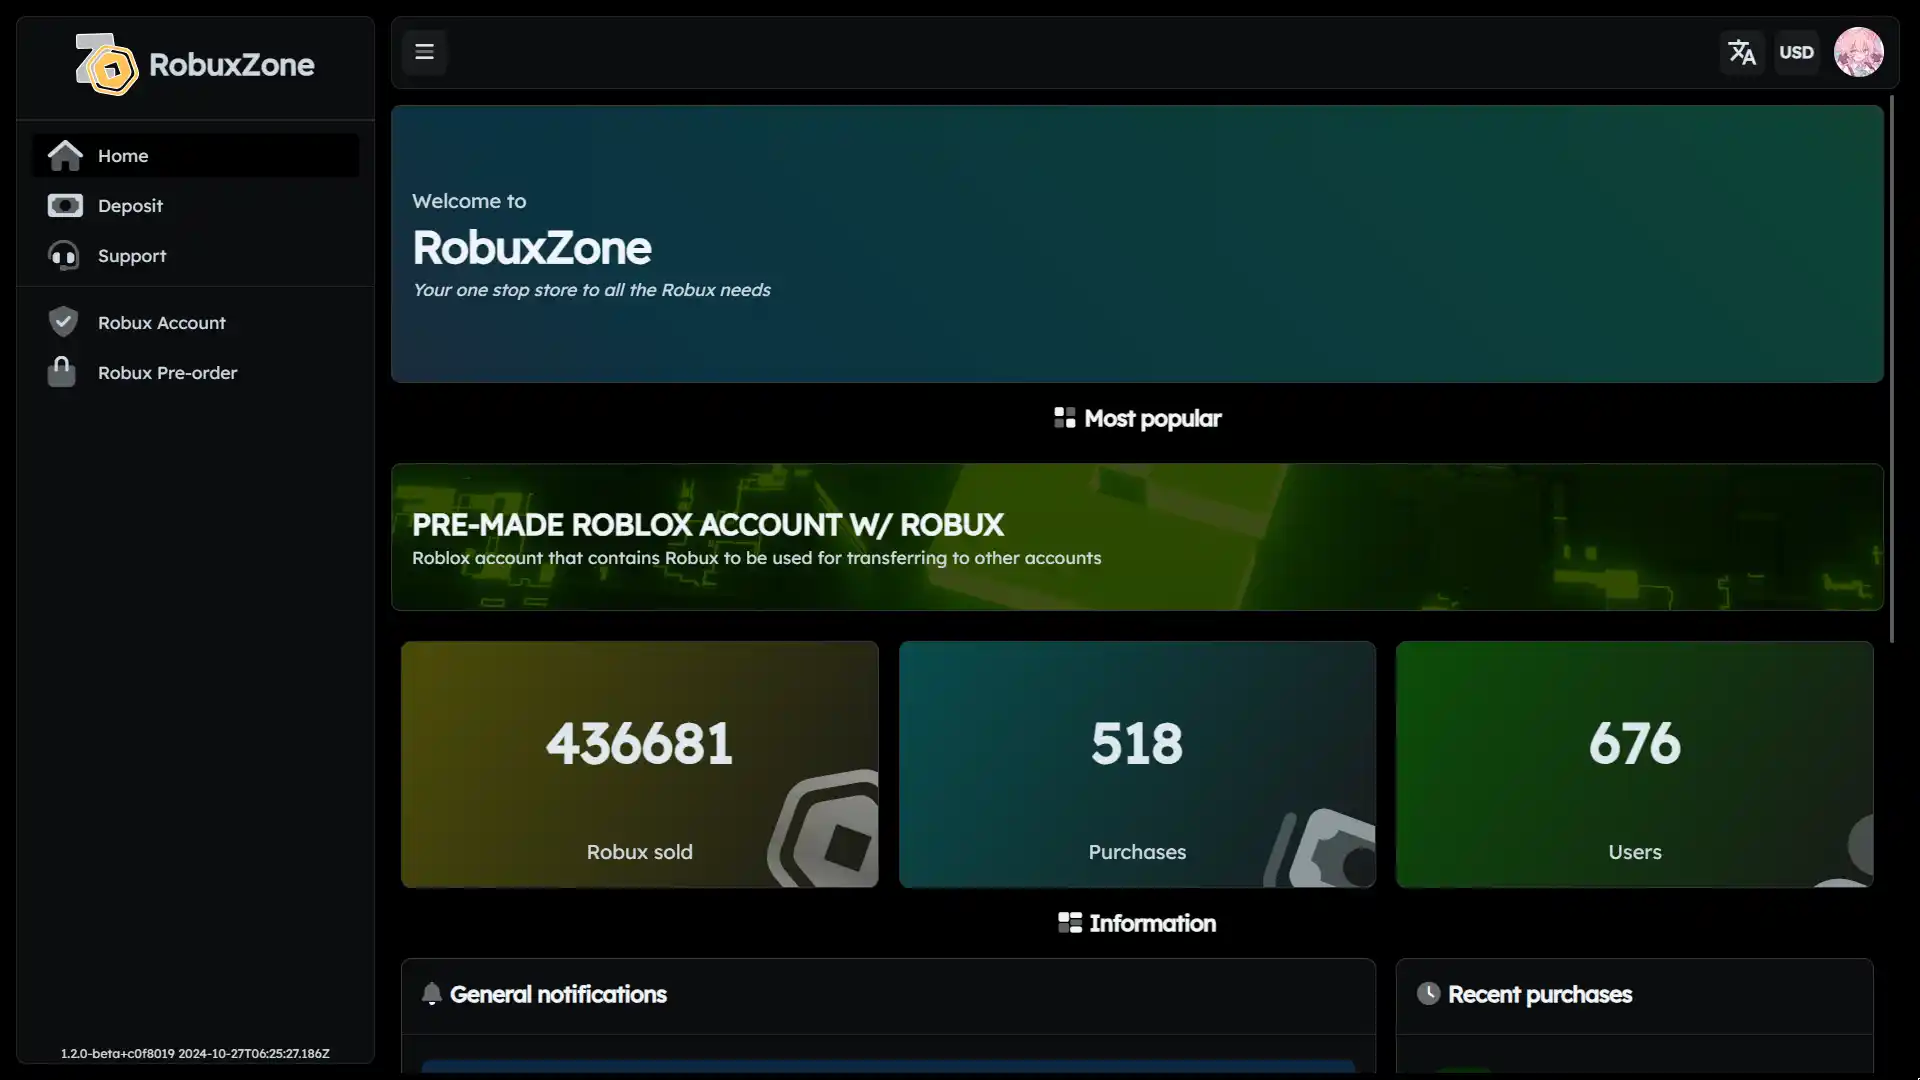 RobuxZone
USD
Home
Deposit
Support
Robux Account
Robux Pre-order
1.2.0-beta+c0f8019 2024-10-27T06:25:27.186Z
Welcome to
RobuxZone
Your one stop store to all the Robux needs
Most popular
PRE-MADE ROBLOX ACCOUNT W/ ROBUX
Roblox account that contains Robux to be used for transferring to other accounts
436681
Robux sold
518
Purchases
676
Users
Information
General notifications
Recent purchases